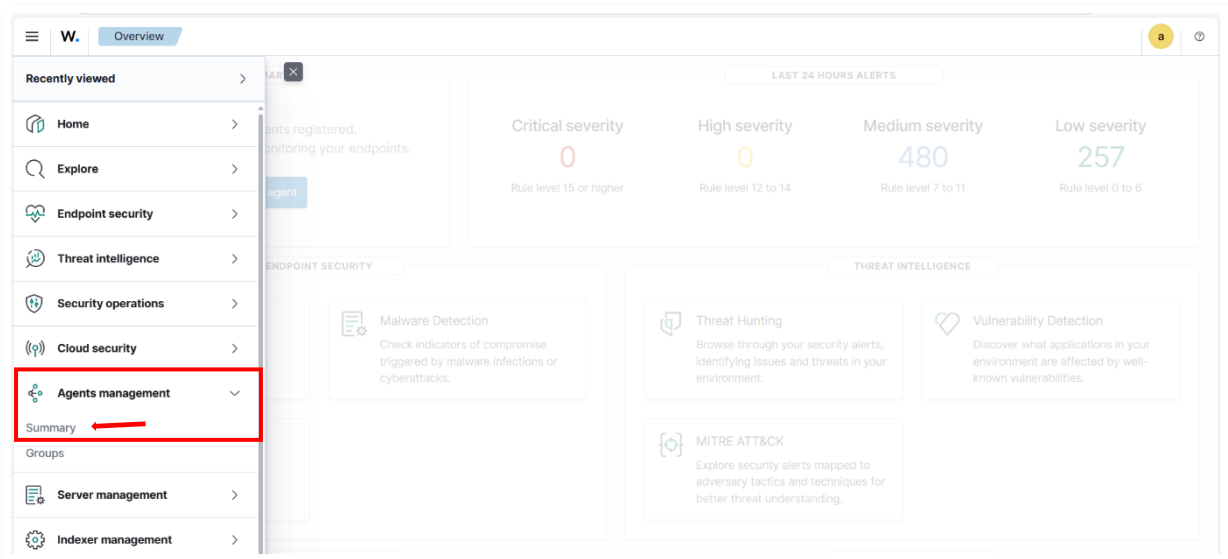 W.
Overview
a
Recently viewed
Home
Explore
Endpoint security
Threat intelligence
Security operations
Cloud security
Agents management
Summary
Groups
Server management
Indexer management
ents registered.
onitoring your endpoints.
agent
LAST 24 HOURS ALERTS
Critical severity
0
Rule level 15 or higher
High severity
0
Rule level 12 to 14
Medium severity
480
Rule level 7 to 11
Low severity
257
Rule level 0 to 6
ENDPOINT SECURITY
Malware Detection
Check indicators of compromise
triggered by malware infections or
cyberattacks.
THREAT INTELLIGENCE
Threat Hunting
Browse through your security alerts,
identifying issues and threats in your
environment.
Vulnerability Detection
Discover what applications in your
environment are affected by well-
known vulnerabilities.
MITRE ATT&CK
Explore security alerts mapped to
adversary tactics and techniques for
better threat understanding.